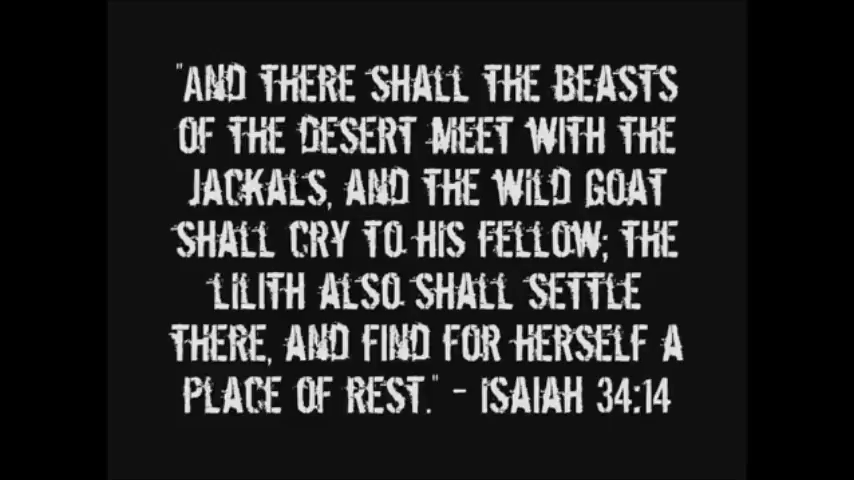 "AND THERE SHALL THE BEASTS
OF THE DESERT MEET WITH THE
JACKALS, AND THE WILD GOAT
SHALL CRY TO HIS FELLOW; THE
LILITH ALSO SHALL SETTLE
THERE, AND FIND FOR HERSELF A
PLACE OF REST." - ISAIAH 34:14